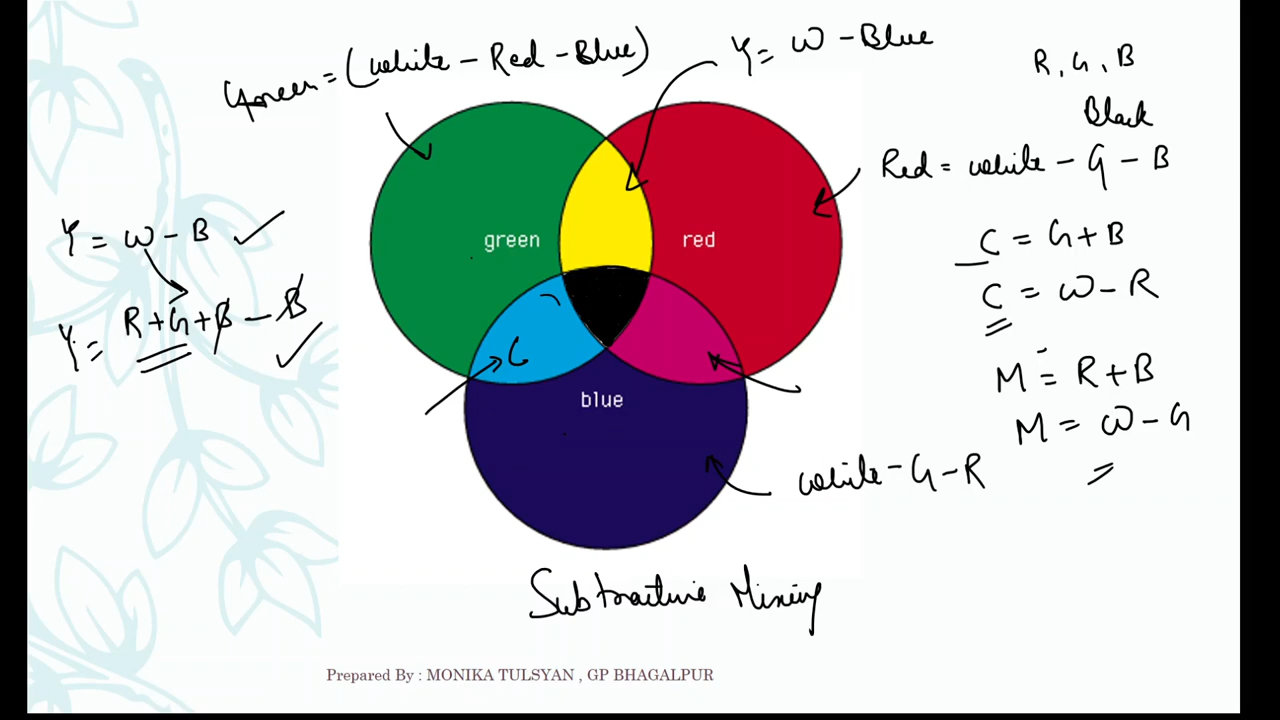 Green = (white - Red - Blue)
Y = W - Blue
R, G, B
Black
Red = white - G - B
Y = W - B
Y = R + G + B - B
green
red
C = G + B
C = W - R
C
blue
M = R + B
M = W - G
white - G - R
Subtractive Mixing
Prepared By : MONIKA TULSYAN , GP BHAGALPUR